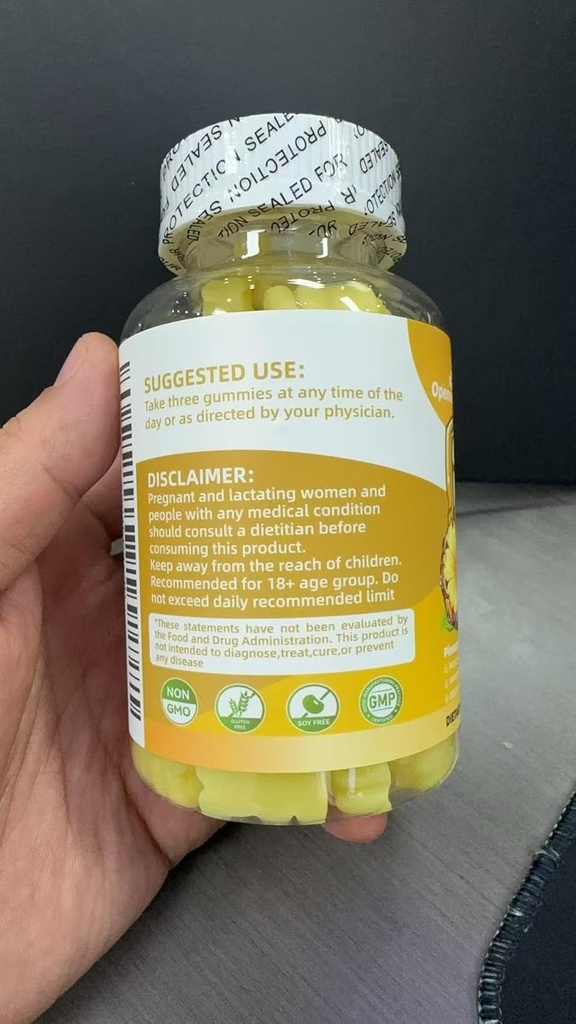 PROTECTION SEALED FOR
SUGGESTED USE:
Take three gummies at any time of the
day or as directed by your physician.
DISCLAIMER:
Pregnant and lactating women and
people with any medical condition
should consult a dietitian before
consuming this product.
Keep away from the reach of children.
Recommended for 18+ age group. Do
not exceed daily recommended limit
*These statements have not been evaluated by
the Food and Drug Administration. This product is
not intended to diagnose,treat,cure,or prevent
any disease
NON
GMO
GLUTEN
FREE
SOY FREE
GMP